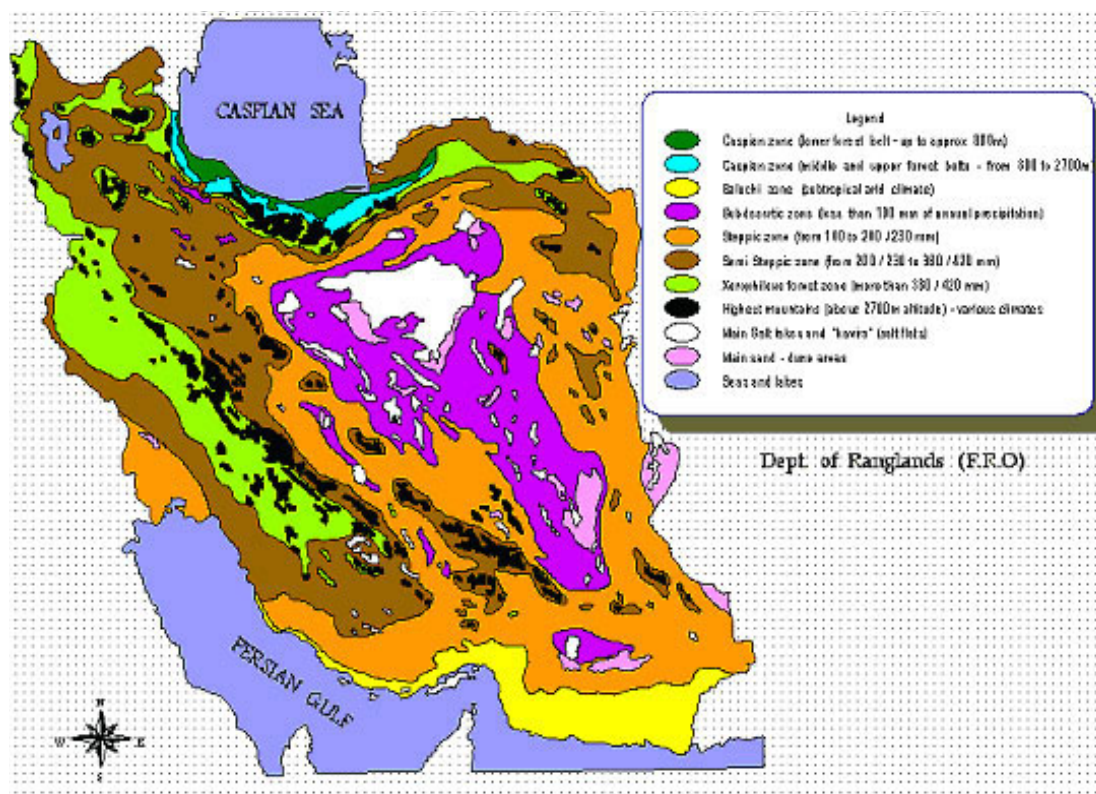 CASPIAN SEA
Legend
Caspian zone (lower forest belt - up to approx 800m)
Caspian zone (middle and upper forest belts - from 800 to 2700m)
Baluchi zone (subtropical arid climate)
Subdesertic zone (less than 100 mm of annual precipitation)
Steppic zone (from 100 to 200 / 230 mm)
Semi Steppic zone (from 200 / 230 to 380 / 420 mm)
Xerophilous forest zone (more than 380 / 420 mm)
Highest mountains (about 2700m altitude) - various climates
Main Salt lakes and "kavirs" (salt flats)
Main sand - dune areas
Seas and lakes
Dept. of Ranglands (F.R.O)
PERSIAN GULF
N
W E
S